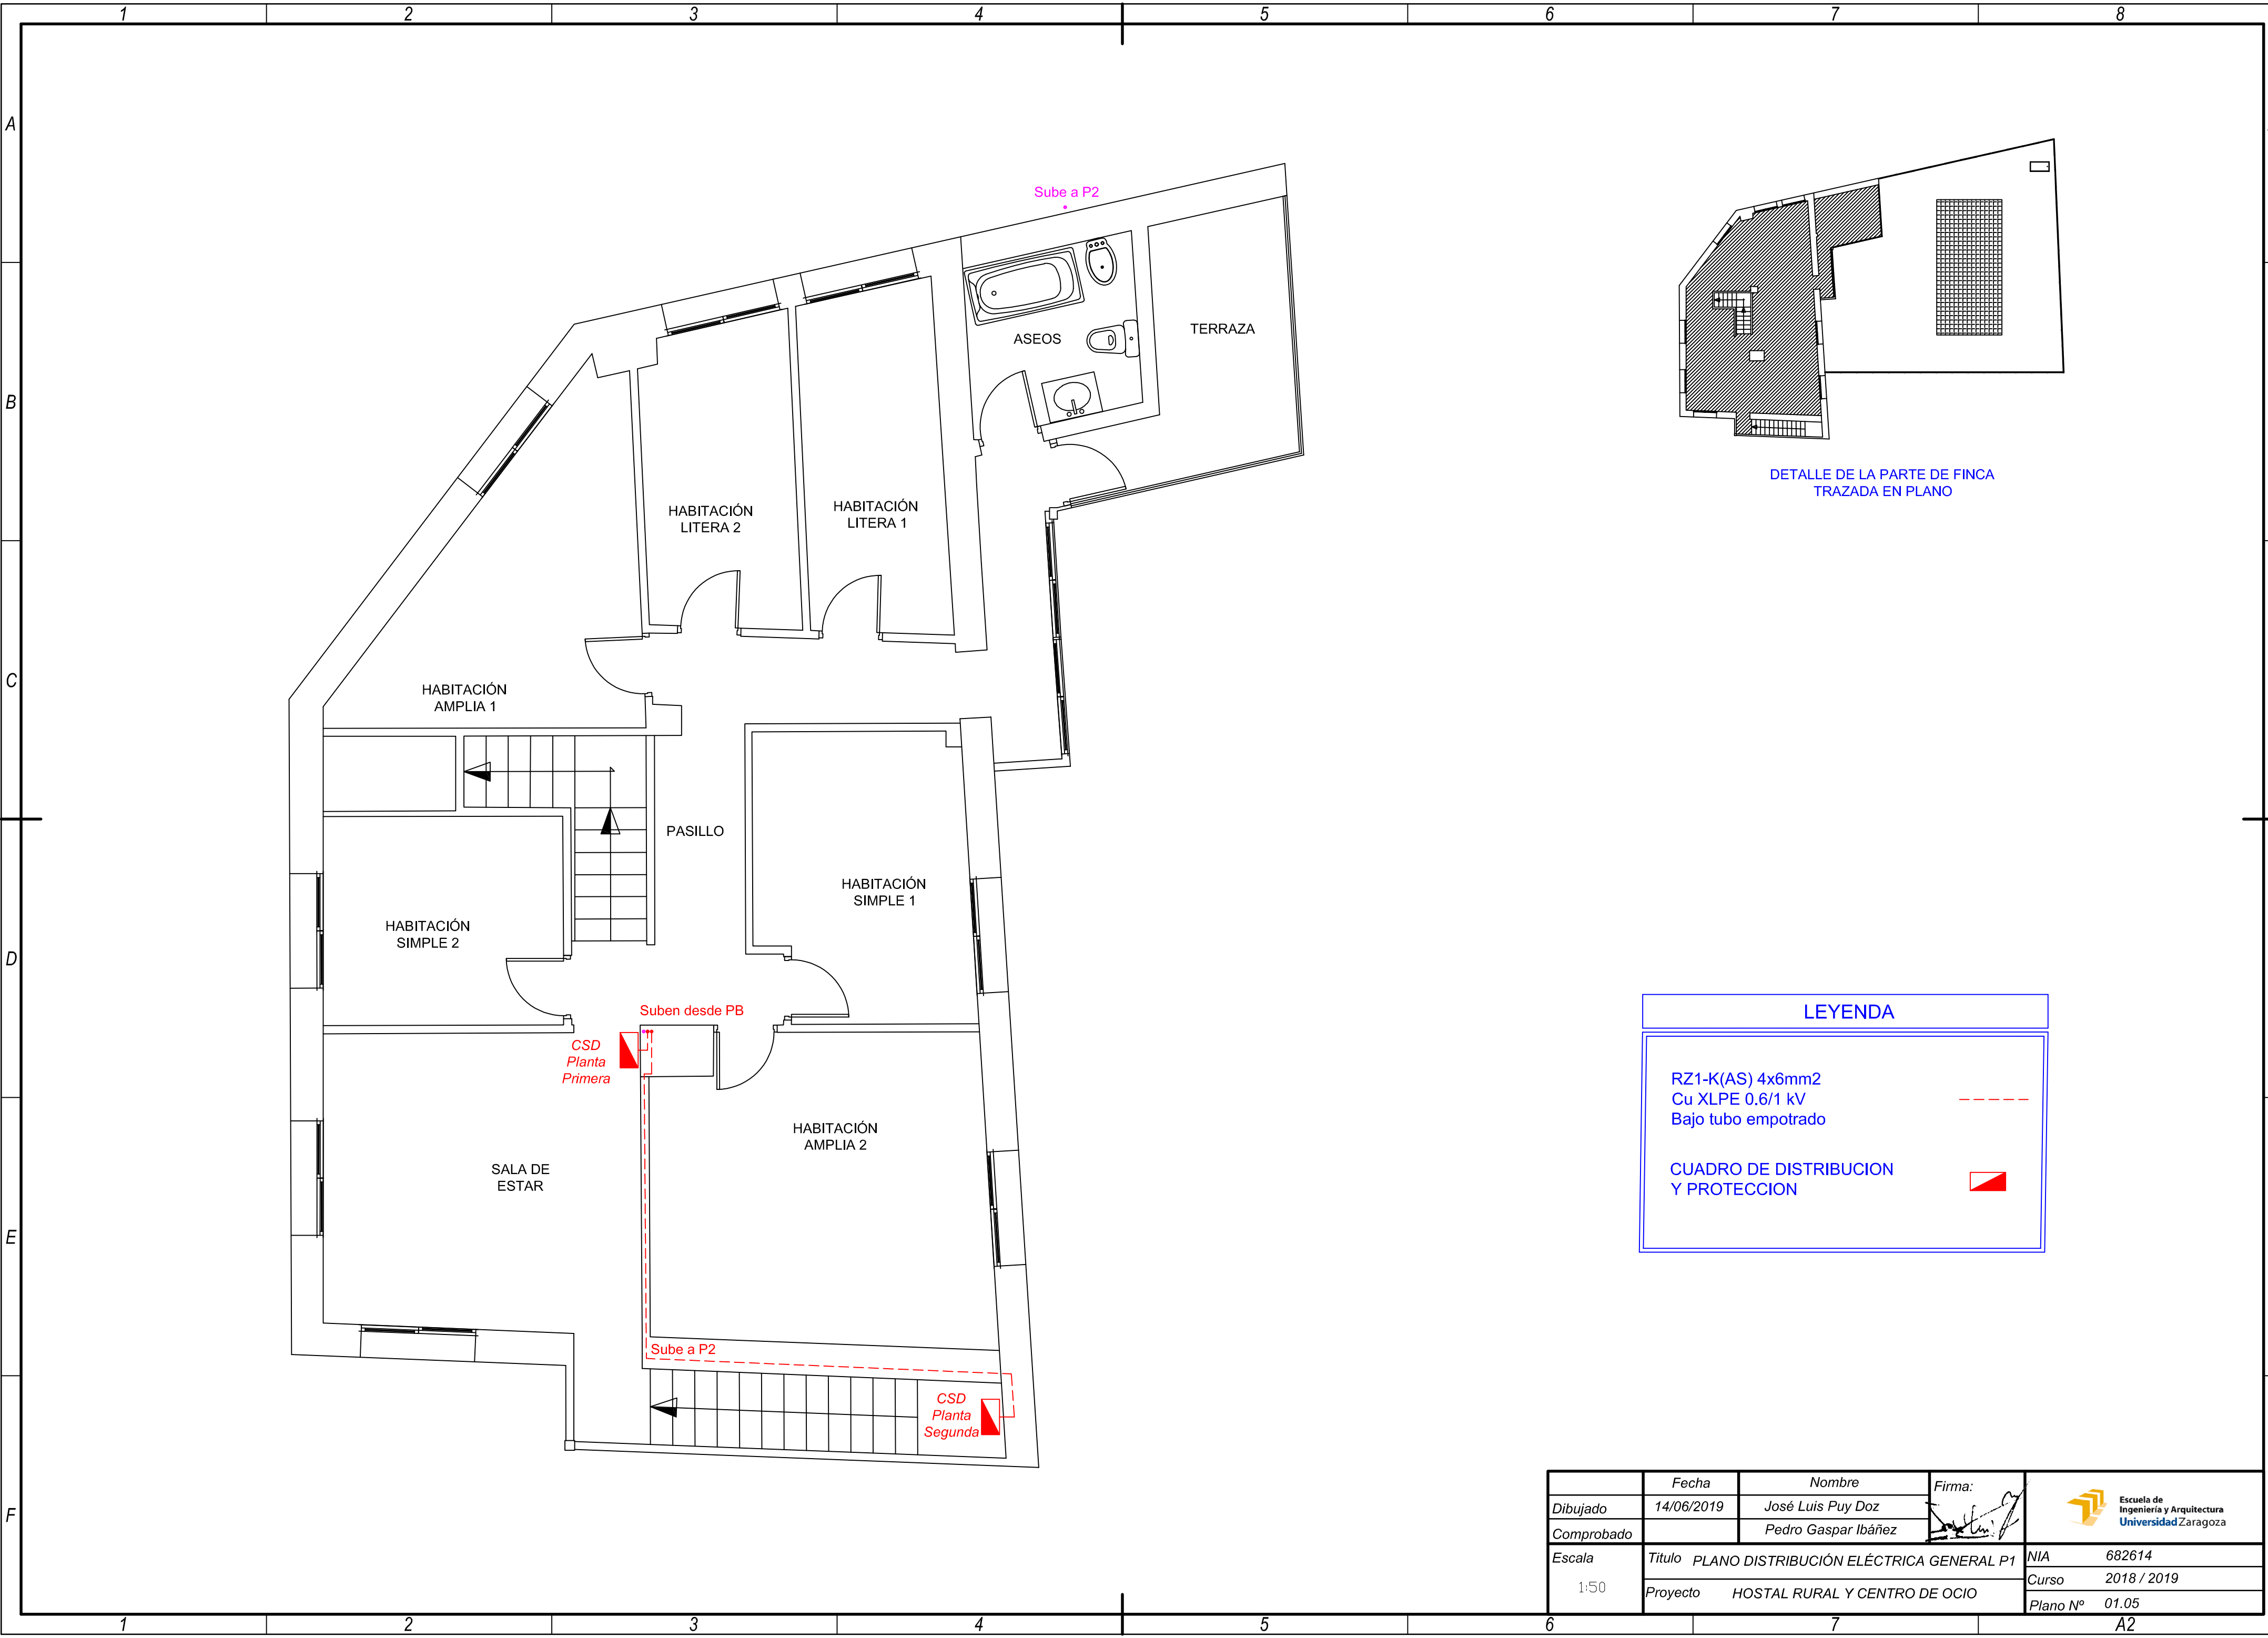 1 2 3 4 5 6 7 8
A
B
C
D
E
F
Sube a P2
ASEOS
TERRAZA
HABITACIÓN
LITERA 2
HABITACIÓN
LITERA 1
HABITACIÓN
AMPLIA 1
PASILLO
HABITACIÓN
SIMPLE 1
HABITACIÓN
SIMPLE 2
Suben desde PB
CSD
Planta
Primera
HABITACIÓN
AMPLIA 2
SALA DE
ESTAR
Sube a P2
CSD
Planta
Segunda
DETALLE DE LA PARTE DE FINCA
TRAZADA EN PLANO
LEYENDA
RZ1-K(AS) 4x6mm2
Cu XLPE 0.6/1 kV
Bajo tubo empotrado
CUADRO DE DISTRIBUCION
Y PROTECCION
Fecha Nombre Firma:
Dibujado 14/06/2019 José Luis Puy Doz
Comprobado Pedro Gaspar Ibáñez
Escuela de
Ingeniería y Arquitectura
Universidad Zaragoza
Escala
1:50
Titulo PLANO DISTRIBUCIÓN ELÉCTRICA GENERAL P1
Proyecto HOSTAL RURAL Y CENTRO DE OCIO
NIA 682614
Curso 2018 / 2019
Plano Nº 01.05
1 2 3 4 5 6 7 A2